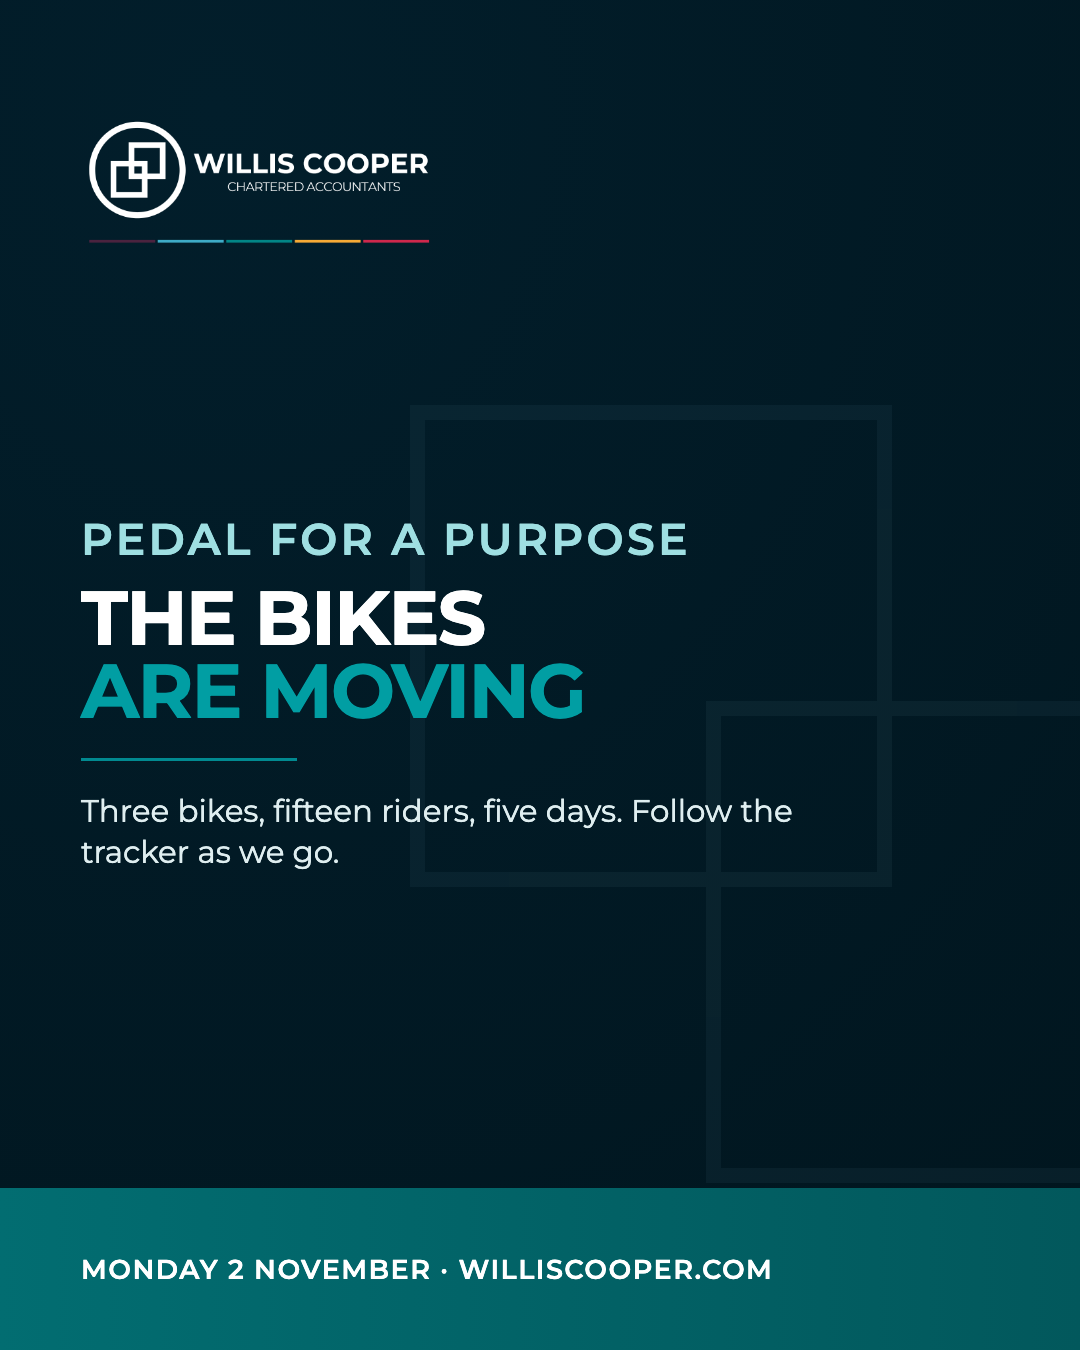 WILLIS COOPER
CHARTERED ACCOUNTANTS
PEDAL FOR A PURPOSE
THE BIKES
ARE MOVING
Three bikes, fifteen riders, five days. Follow the
tracker as we go.
MONDAY 2 NOVEMBER · WILLISCOOPER.COM